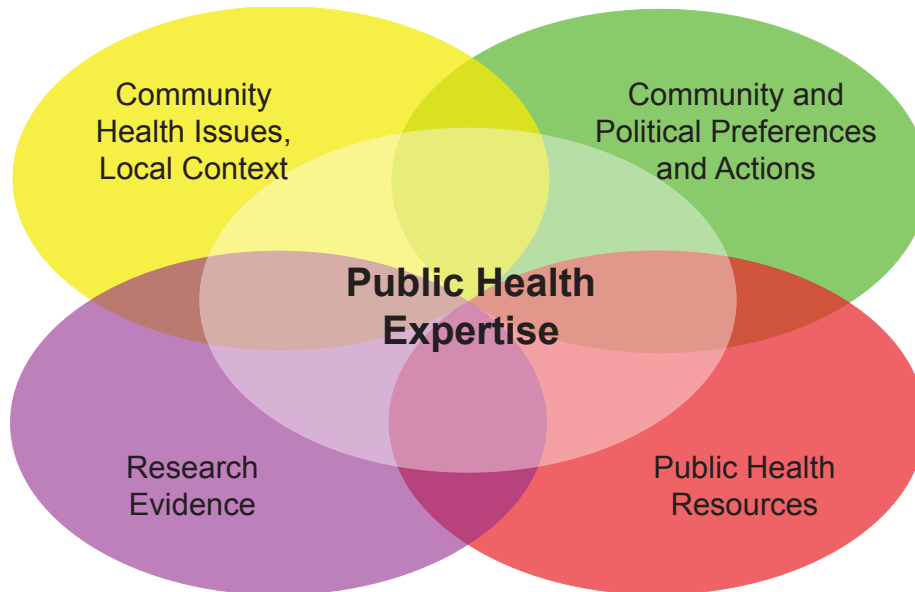 Community
Health Issues,
Local Context
Community and
Political Preferences
and Actions
Public Health
Expertise
Research
Evidence
Public Health
Resources